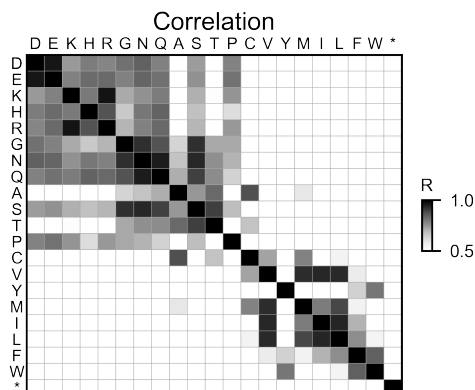 Correlation
D E K H R G N Q A S T P C V Y M I L F W *
D
E
K
H
R
G
N
Q
A
S
T
P
C
V
Y
M
I
L
F
W
*
R
1.0
0.5